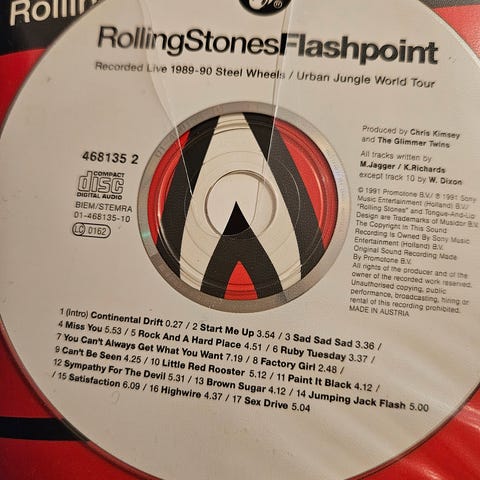 Rollin
®
RollingStonesFlashpoint
Recorded Live 1989-90 Steel Wheels / Urban Jungle World Tour
Produced by Chris Kimsey
and The Glimmer Twins
All tracks written by
M.Jagger / K.Richards
except track 10 by W. Dixon
468135 2
COMPACT
disc
DIGITAL AUDIO
BIEM/STEMRA
01-468135-10
LC 0162
℗ 1991 Promotone B.V./ ® 1991 Sony
Music Entertainment (Holland) B.V./
"Rolling Stones" and Tongue-And-Lip
Design are Trademarks of Musidor B.V.
The Copyright In This Sound
Recording Is Owned By Sony Music
Entertainment (Holland) B.V.
Original Sound Recording Made
By Promotone B.V.
All rights of the producer and of the
owner of the recorded work reserved.
Unauthorised copying, public
performance, broadcasting, hiring or
rental of this recording prohibited.
MADE IN AUSTRIA
1 (Intro) Continental Drift 0.27 / 2 Start Me Up 3.54 / 3 Sad Sad Sad 3.36 /
4 Miss You 5.53 / 5 Rock And A Hard Place 4.51 / 6 Ruby Tuesday 3.37 /
7 You Can't Always Get What You Want 7.19 / 8 Factory Girl 2.48 /
9 Can't Be Seen 4.25 / 10 Little Red Rooster 5.12 / 11 Paint It Black 4.12 /
12 Sympathy For The Devil 5.31 / 13 Brown Sugar 4.12 / 14 Jumping Jack Flash 5.00
/ 15 Satisfaction 6.09 / 16 Highwire 4.37 / 17 Sex Drive 5.04